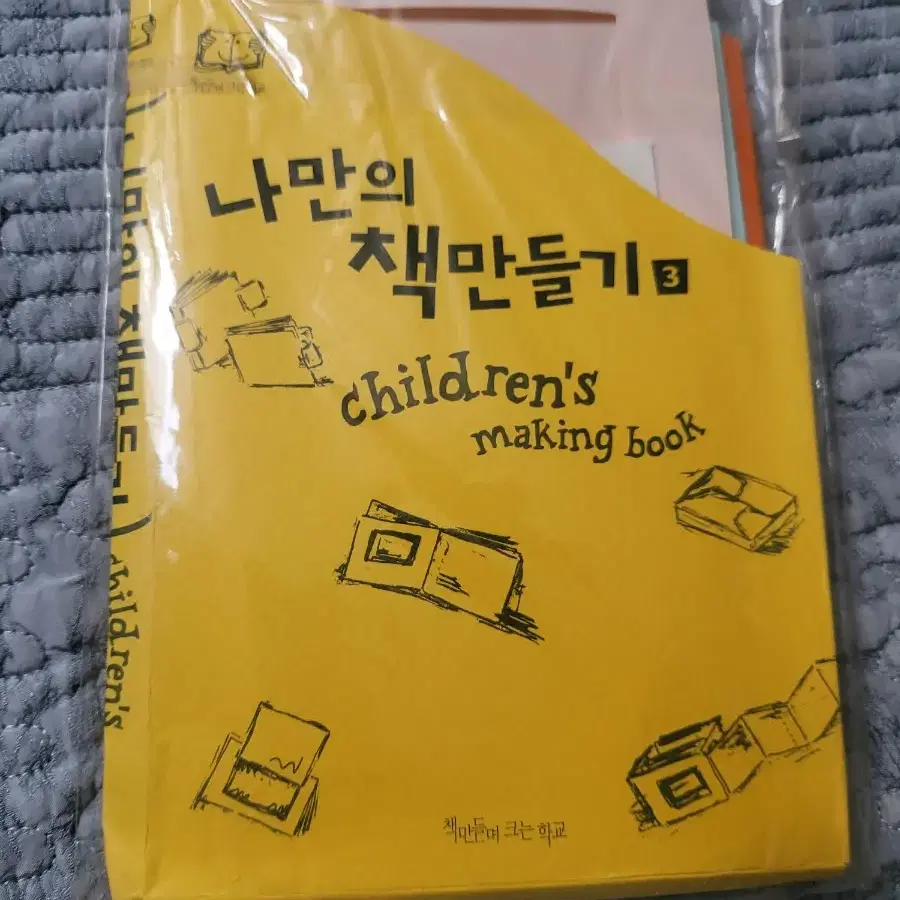 나만의
책만들기 3
children's
making book
책만들며 크는 학교
children's